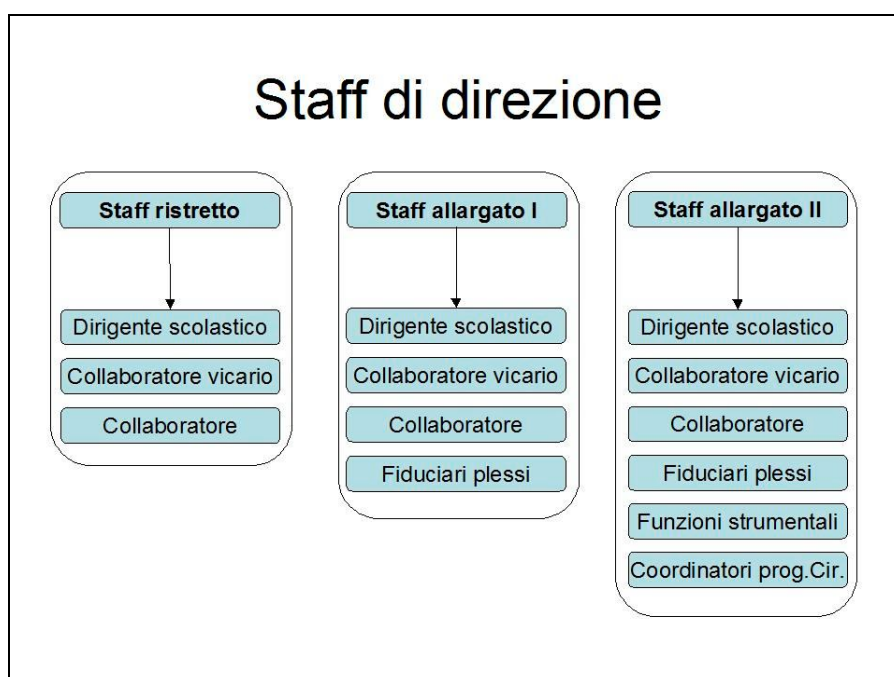 Staff di direzione
Staff ristretto
Dirigente scolastico
Collaboratore vicario
Collaboratore
Staff allargato I
Dirigente scolastico
Collaboratore vicario
Collaboratore
Fiduciari plessi
Staff allargato II
Dirigente scolastico
Collaboratore vicario
Collaboratore
Fiduciari plessi
Funzioni strumentali
Coordinatori prog.Cir.